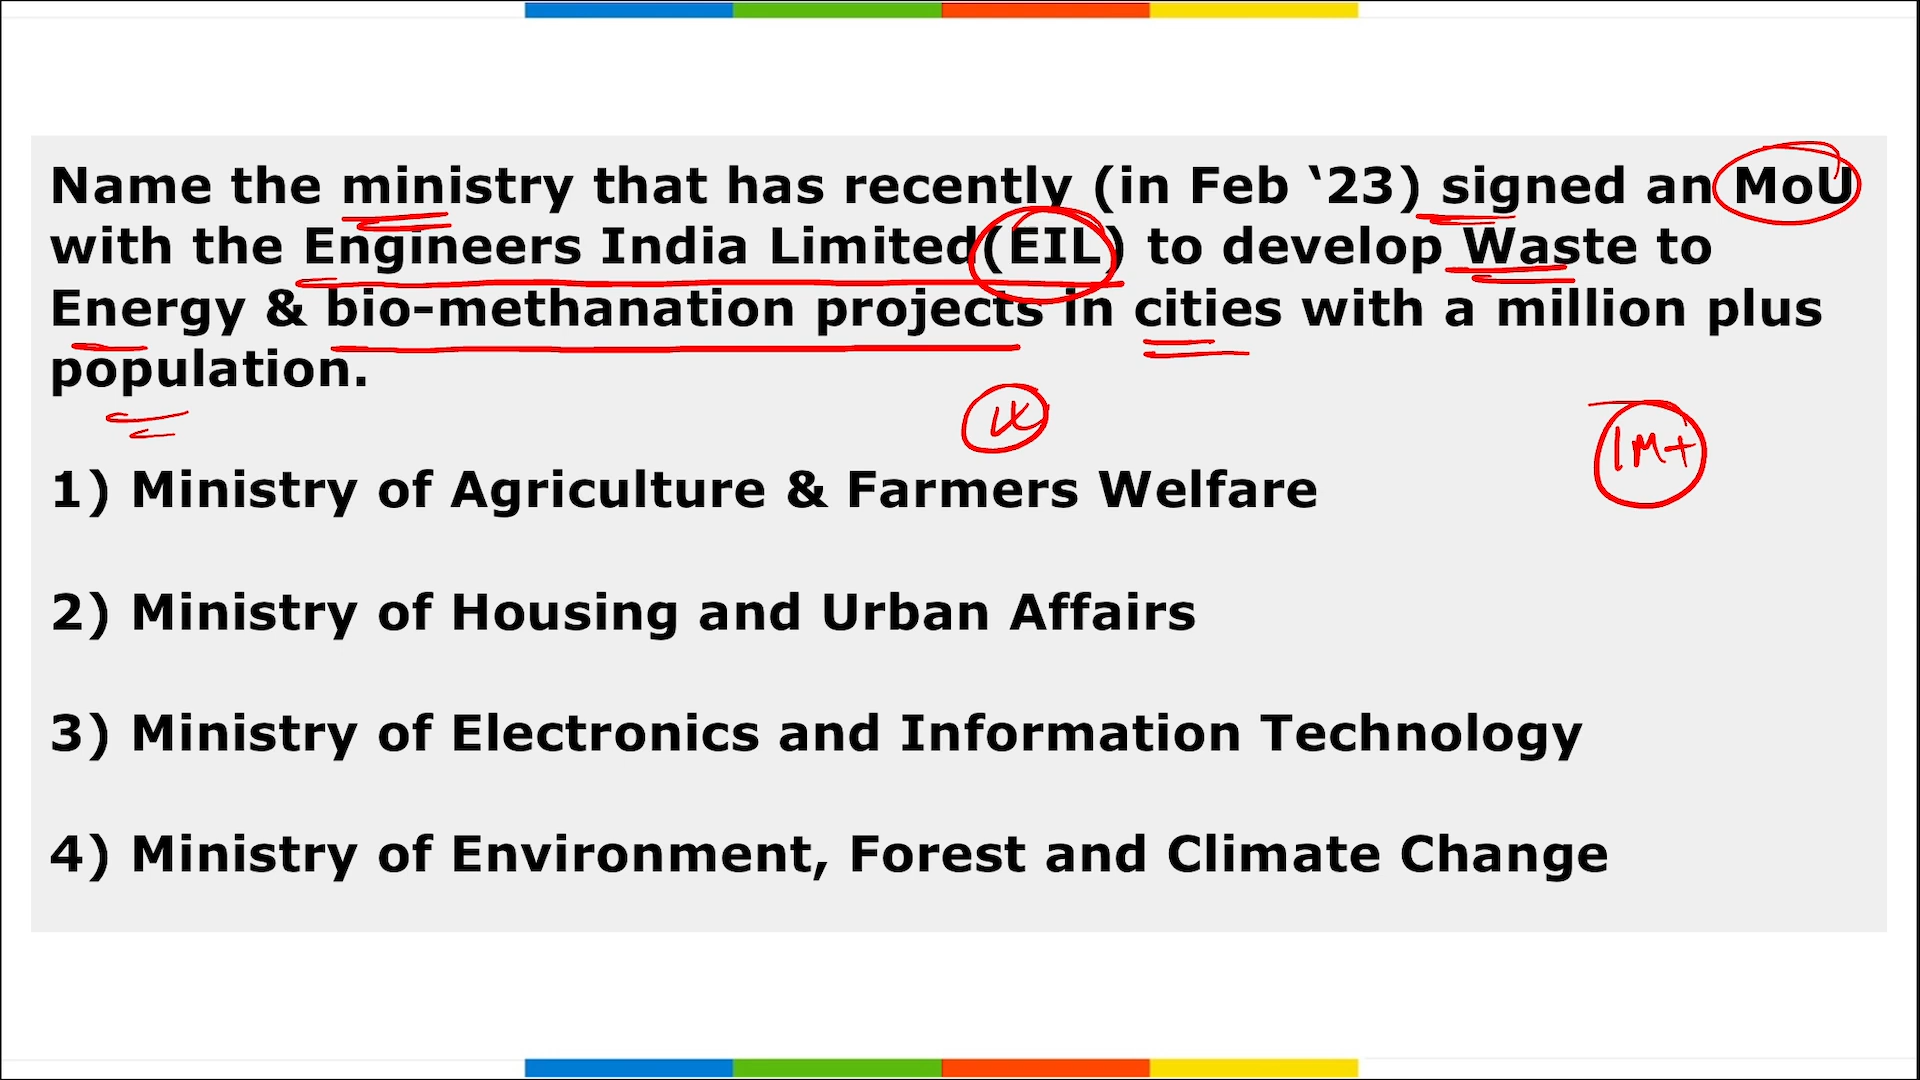 Name the ministry that has recently (in Feb ‘23) signed an MoU
with the Engineers India Limited(EIL) to develop Waste to
Energy & bio-methanation projects in cities with a million plus
population.
1M+
1) Ministry of Agriculture & Farmers Welfare
2) Ministry of Housing and Urban Affairs
3) Ministry of Electronics and Information Technology
4) Ministry of Environment, Forest and Climate Change